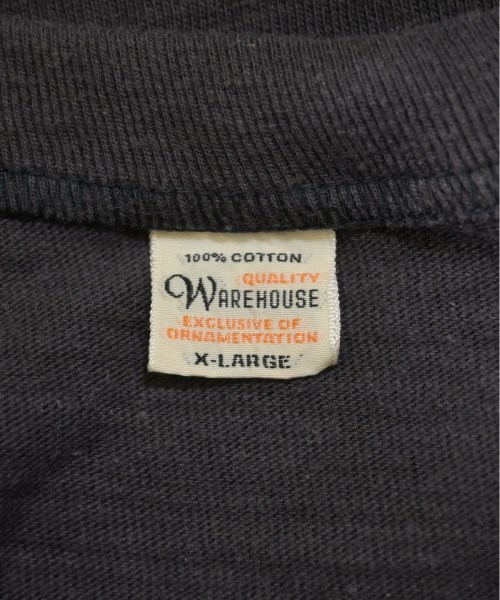 100% COTTON
QUALITY
WAREHOUSE
EXCLUSIVE OF
ORNAMENTATION
X-LARGE